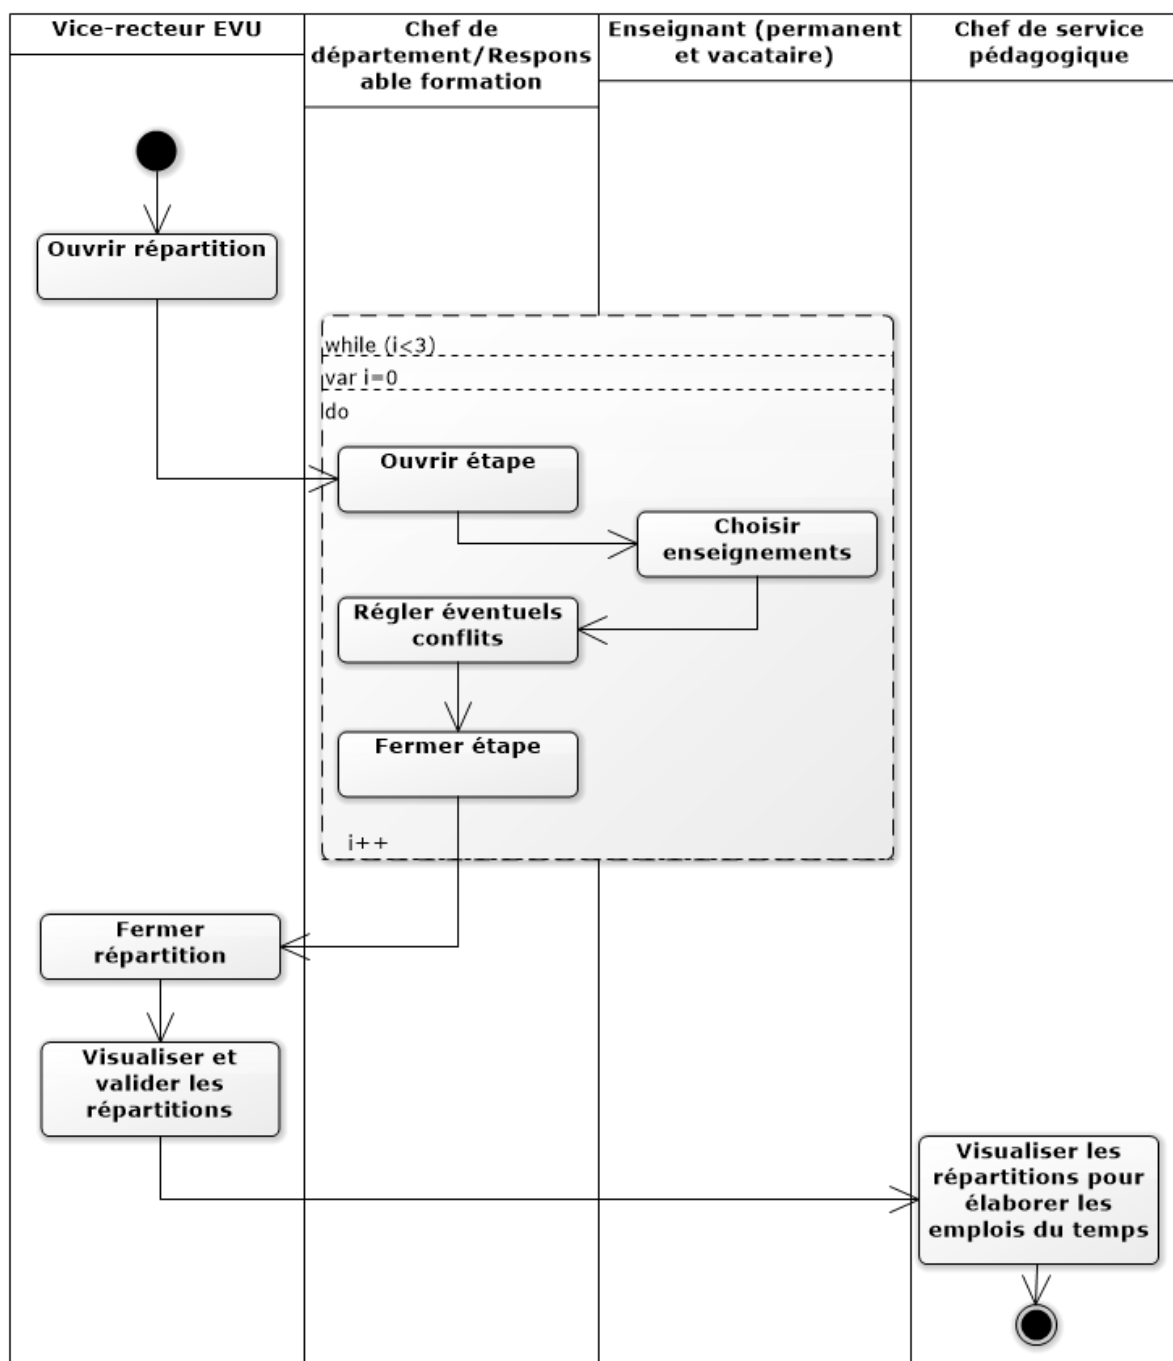 Vice-recteur EVU
Chef de
département/Respons
able formation
Enseignant (permanent
et vacataire)
Chef de service
pédagogique
Ouvrir répartition
while (i<3)
var i=0
do
Ouvrir étape
Choisir
enseignements
Régler éventuels
conflits
Fermer étape
i++
Fermer
répartition
Visualiser et
valider les
répartitions
Visualiser les
répartitions pour
élaborer les
emplois du temps